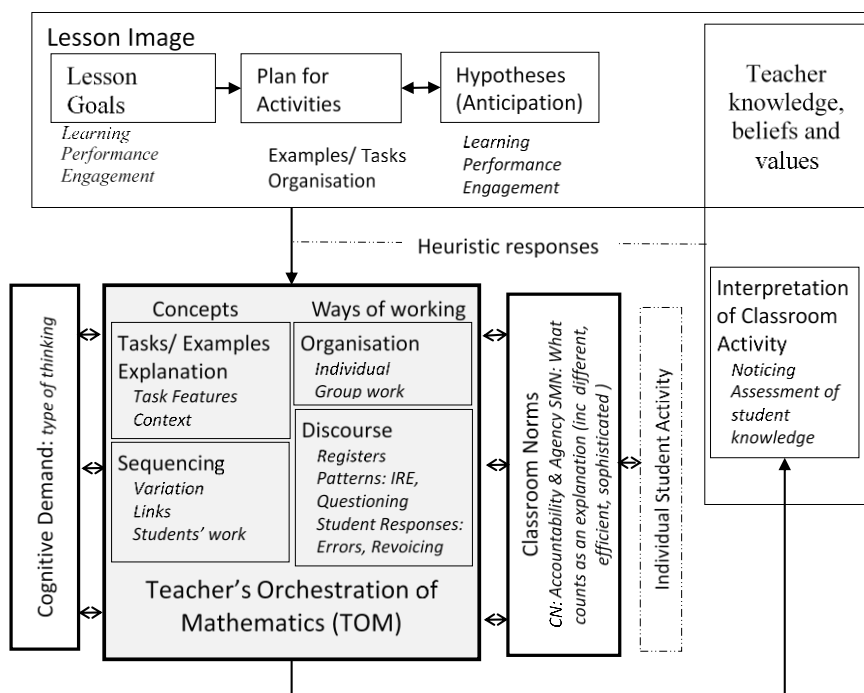 Lesson Image
Lesson
Goals
Learning
Performance
Engagement
Plan for
Activities
Examples/ Tasks
Organisation
Hypotheses
(Anticipation)
Learning
Performance
Engagement
Teacher
knowledge,
beliefs and
values
Heuristic responses
Cognitive Demand: type of thinking
Concepts
Tasks/ Examples
Explanation
Task Features
Context
Sequencing
Variation
Links
Students’ work
Ways of working
Organisation
Individual
Group work
Discourse
Registers
Patterns: IRE,
Questioning
Student Responses:
Errors, Revoicing
Teacher’s Orchestration of
Mathematics (TOM)
Classroom Norms
CN: Accountability & Agency SMN: What
counts as an explanation (inc different,
efficient, sophisticated )
Individual Student Activity
Interpretation
of Classroom
Activity
Noticing
Assessment of
student
knowledge